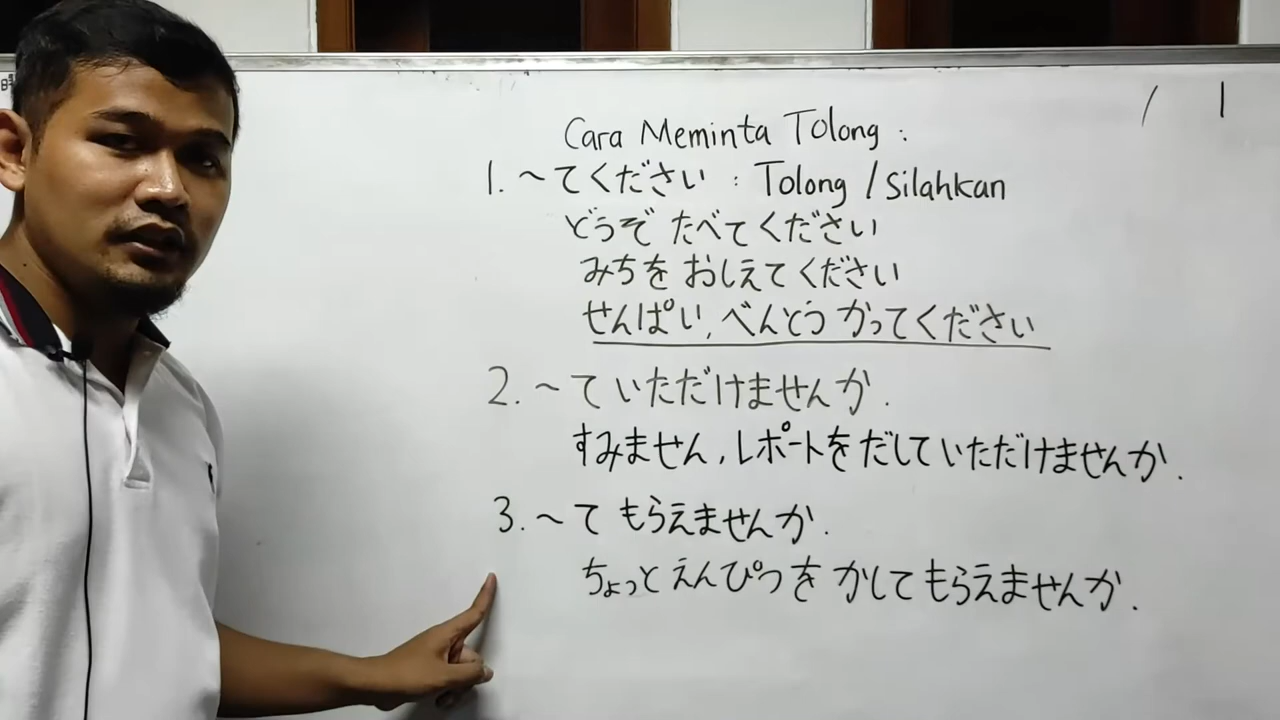 Cara Meminta Tolong :
1. ~てください : Tolong / Silahkan
どうぞ たべてください
みちを おしえてください
せんぱい, べんとう かってください
2. ~て いただけませんか.
すみません, レポートを だしていただけませんか.
3. ~て もらえませんか.
ちょっと えんぴつを かしてもらえませんか.